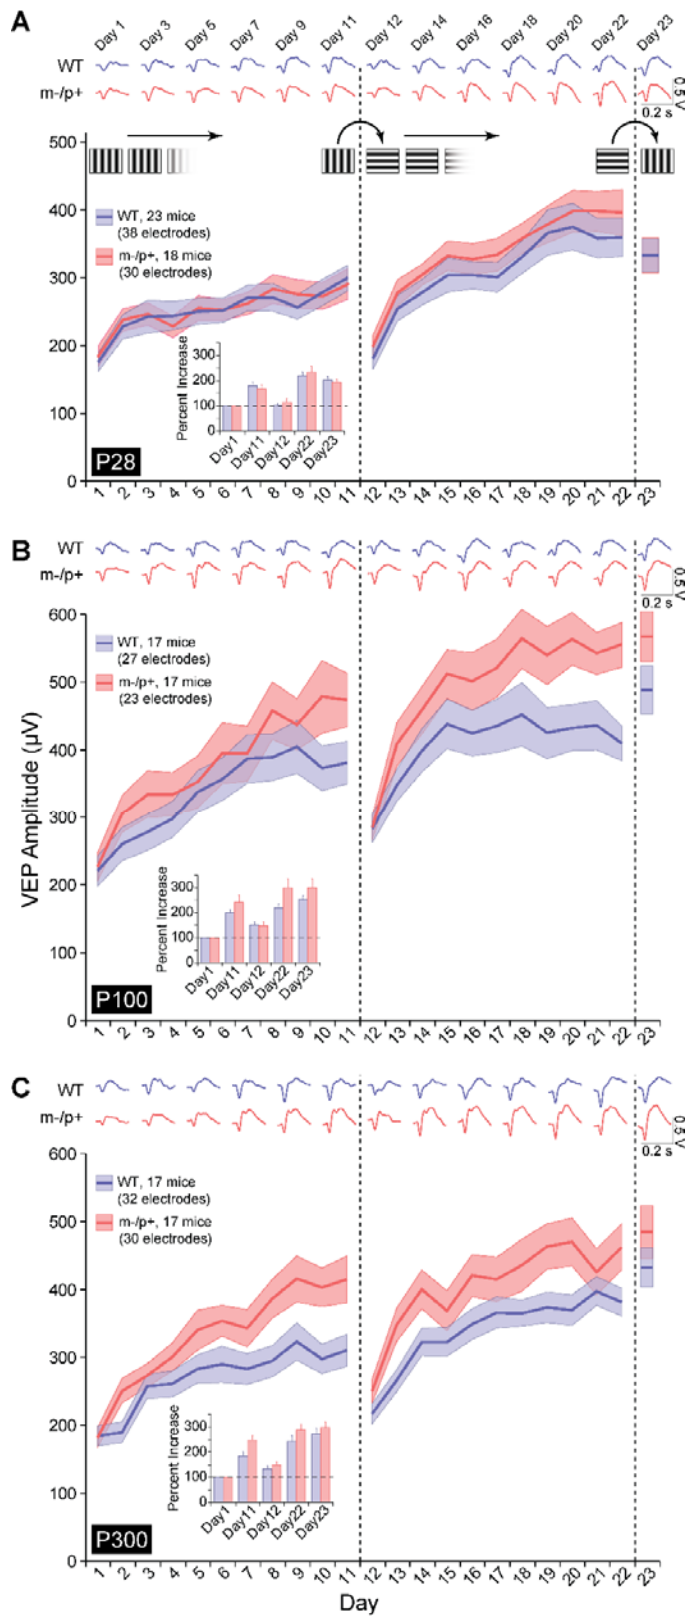 A
Day 1 Day 3 Day 5 Day 7 Day 9 Day 11 Day 12 Day 14 Day 16 Day 18 Day 20 Day 22 Day 23
WT
m-/p+
0.5 V
0.2 s
500
400
300
200
100
0
WT, 23 mice
(38 electrodes)
m-/p+, 18 mice
(30 electrodes)
Percent Increase
300
200
100
Day1 Day11 Day12 Day22 Day23
P28
1 2 3 4 5 6 7 8 9 10 11 12 13 14 15 16 17 18 19 20 21 22 23
B
WT
m-/p+
0.5 V
0.2 s
VEP Amplitude (µV)
600
500
400
300
200
100
0
WT, 17 mice
(27 electrodes)
m-/p+, 17 mice
(23 electrodes)
Percent Increase
300
200
100
Day1 Day11 Day12 Day22 Day23
P100
1 2 3 4 5 6 7 8 9 10 11 12 13 14 15 16 17 18 19 20 21 22 23
C
WT
m-/p+
0.5 V
0.2 s
600
500
400
300
200
100
0
WT, 17 mice
(32 electrodes)
m-/p+, 17 mice
(30 electrodes)
Percent Increase
300
200
100
Day1 Day11 Day12 Day22 Day23
P300
1 2 3 4 5 6 7 8 9 10 11 12 13 14 15 16 17 18 19 20 21 22 23
Day